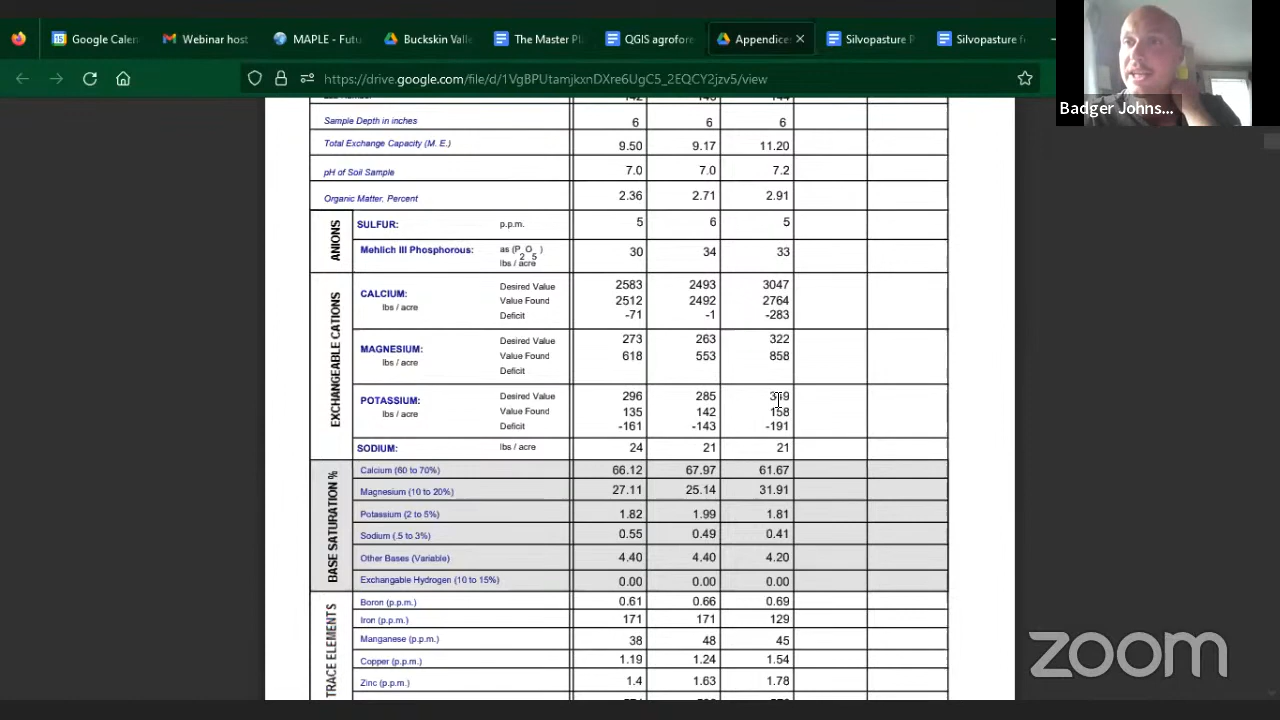 Google Calen
Webinar host
MAPLE - Futu
Buckskin Vall
The Master Pl
QGIS agrofore
Appendices
Silvopasture P
Silvopasture fe
https://drive.google.com/file/d/1VgBPUtamjkxnDXre6UgC5_2EQCY2jzv5/view
Badger Johns...
Sample Depth in inches 6 6 6
Total Exchange Capacity (M. E.) 9.50 9.17 11.20
pH of Soil Sample 7.0 7.0 7.2
Organic Matter, Percent 2.36 2.71 2.91
ANIONS
SULFUR: p.p.m. 5 6 5
Mehlich III Phosphorous: as (P2O5) lbs / acre 30 34 33
EXCHANGEABLE CATIONS
CALCIUM: lbs / acre
Desired Value 2583 2493 3047
Value Found 2512 2492 2764
Deficit -71 -1 -283
MAGNESIUM: lbs / acre
Desired Value 273 263 322
Value Found 618 553 858
Deficit
POTASSIUM: lbs / acre
Desired Value 296 285
Value Found 135 142 158
Deficit -161 -143 -191
SODIUM: lbs / acre 24 21 21
BASE SATURATION %
Calcium (60 to 70%) 66.12 67.97 61.67
Magnesium (10 to 20%) 27.11 25.14 31.91
Potassium (2 to 5%) 1.82 1.99 1.81
Sodium (.5 to 3%) 0.55 0.49 0.41
Other Bases (Variable) 4.40 4.40 4.20
Exchangable Hydrogen (10 to 15%) 0.00 0.00 0.00
TRACE ELEMENTS
Boron (p.p.m.) 0.61 0.66 0.69
Iron (p.p.m.) 171 171 129
Manganese (p.p.m.) 38 48 45
Copper (p.p.m.) 1.19 1.24 1.54
Zinc (p.p.m.) 1.4 1.63 1.78
zoom